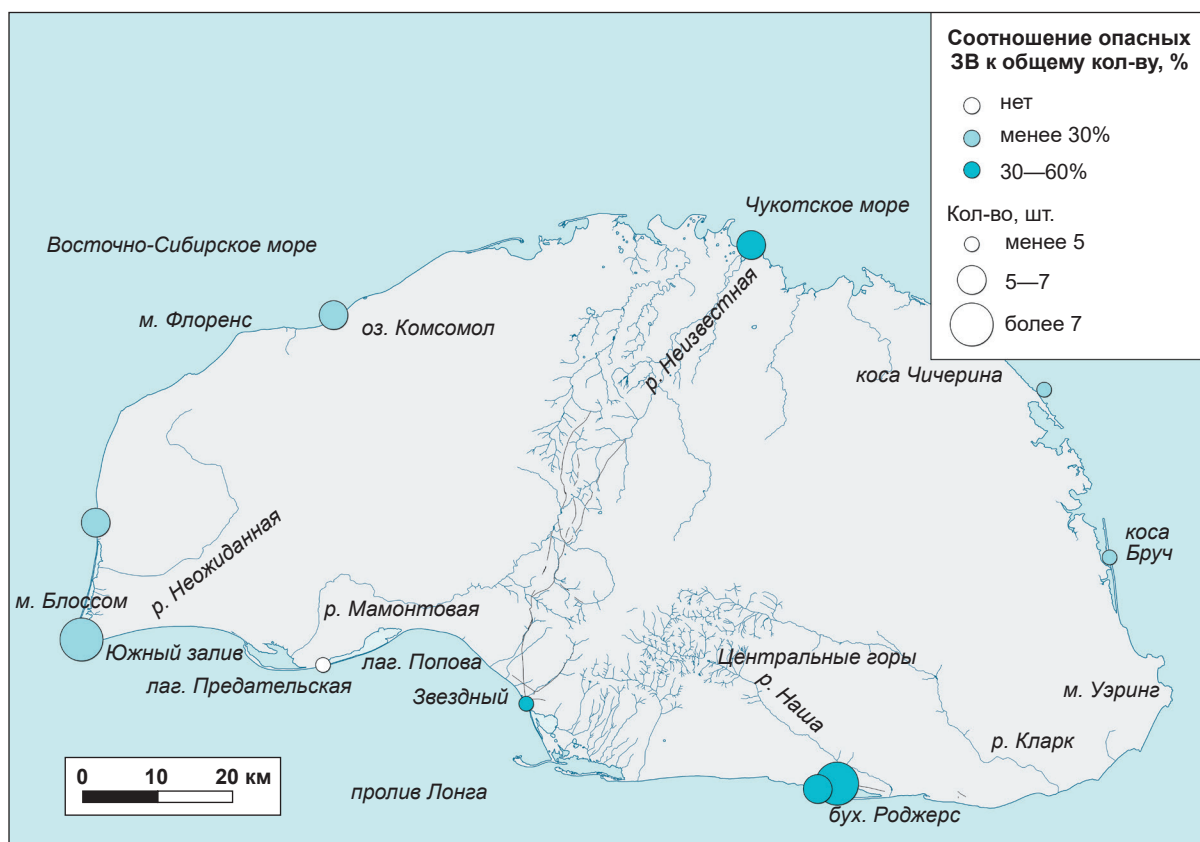 Соотношение опасных
ЗВ к общему кол-ву, %
нет
менее 30%
30—60%
Кол-во, шт.
менее 5
5—7
более 7
Чукотское море
Восточно-Сибирское море
м. Флоренс
оз. Комсомол
р. Неизвестная
коса Чичерина
коса
Бруч
р. Неожиданная
м. Блоссом
р. Мамонтовая
Южный залив
лаг. Попова
Центральные горы
лаг. Предательская
Звездный
р. Наша
м. Уэринг
р. Кларк
0 10 20 км
пролив Лонга
бух. Роджерс